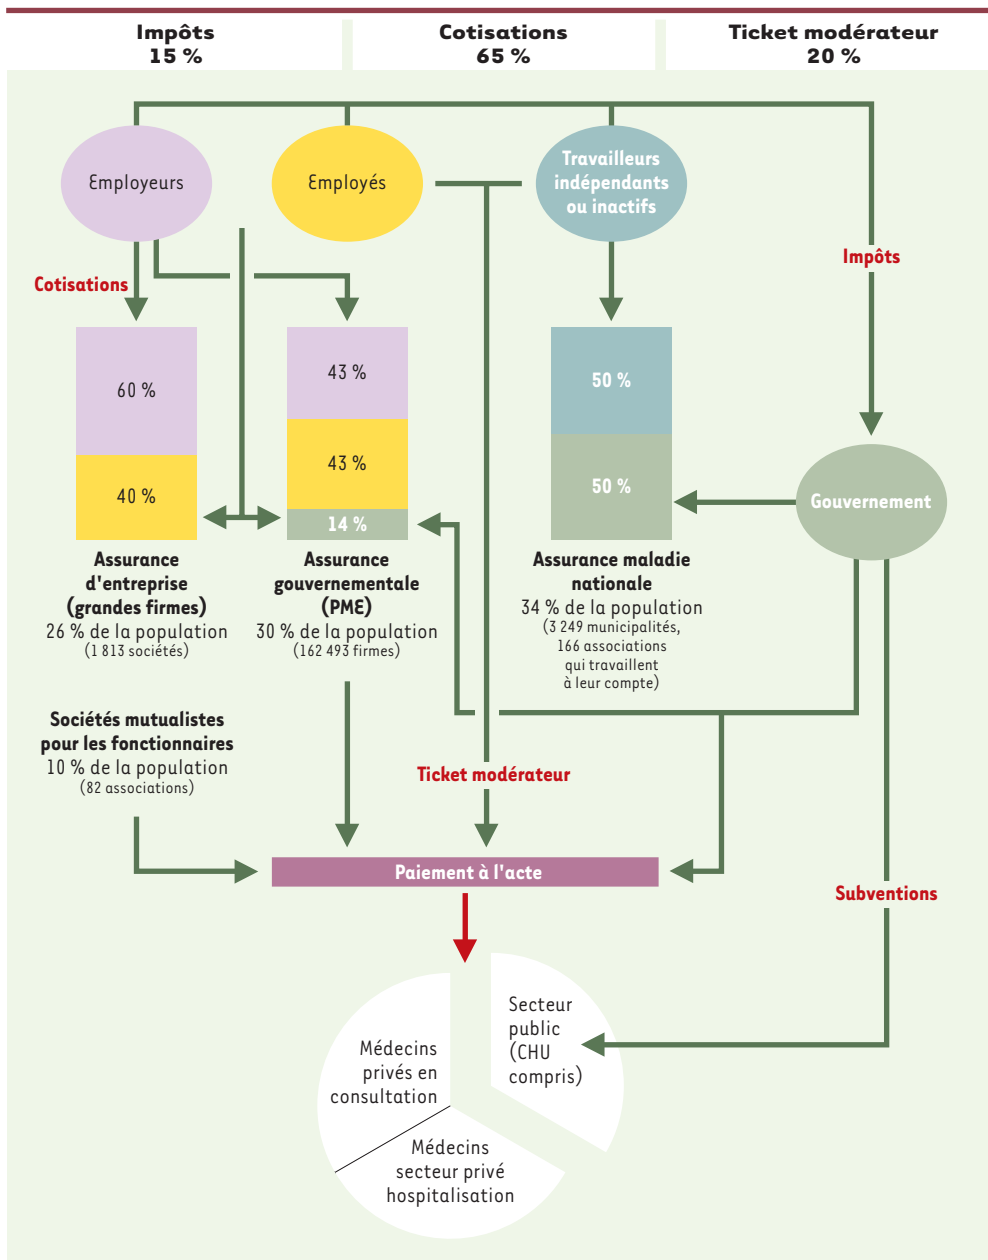 Impôts
15 %
Cotisations
65 %
Ticket modérateur
20 %
Employeurs
Employés
Travailleurs
indépendants
ou inactifs
Impôts
Cotisations
60 %
40 %
43 %
43 %
14 %
50 %
50 %
Gouvernement
Assurance
d'entreprise
(grandes firmes)
26 % de la population
(1 813 sociétés)
Assurance
gouvernementale
(PME)
30 % de la population
(162 493 firmes)
Assurance maladie
nationale
34 % de la population
(3 249 municipalités,
166 associations
qui travaillent
à leur compte)
Sociétés mutualistes
pour les fonctionnaires
10 % de la population
(82 associations)
Ticket modérateur
Paiement à l'acte
Subventions
Secteur
public
(CHU
compris)
Médecins
privés en
consultation
Médecins
secteur privé
hospitalisation